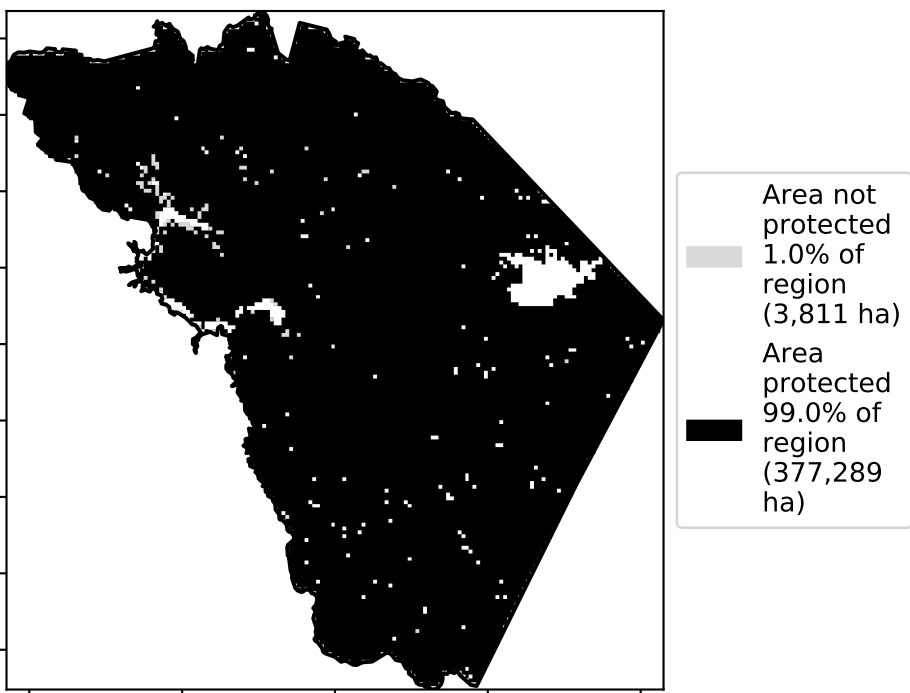 Area not
protected
1.0% of
region
(3,811 ha)
Area
protected
99.0% of
region
(377,289
ha)